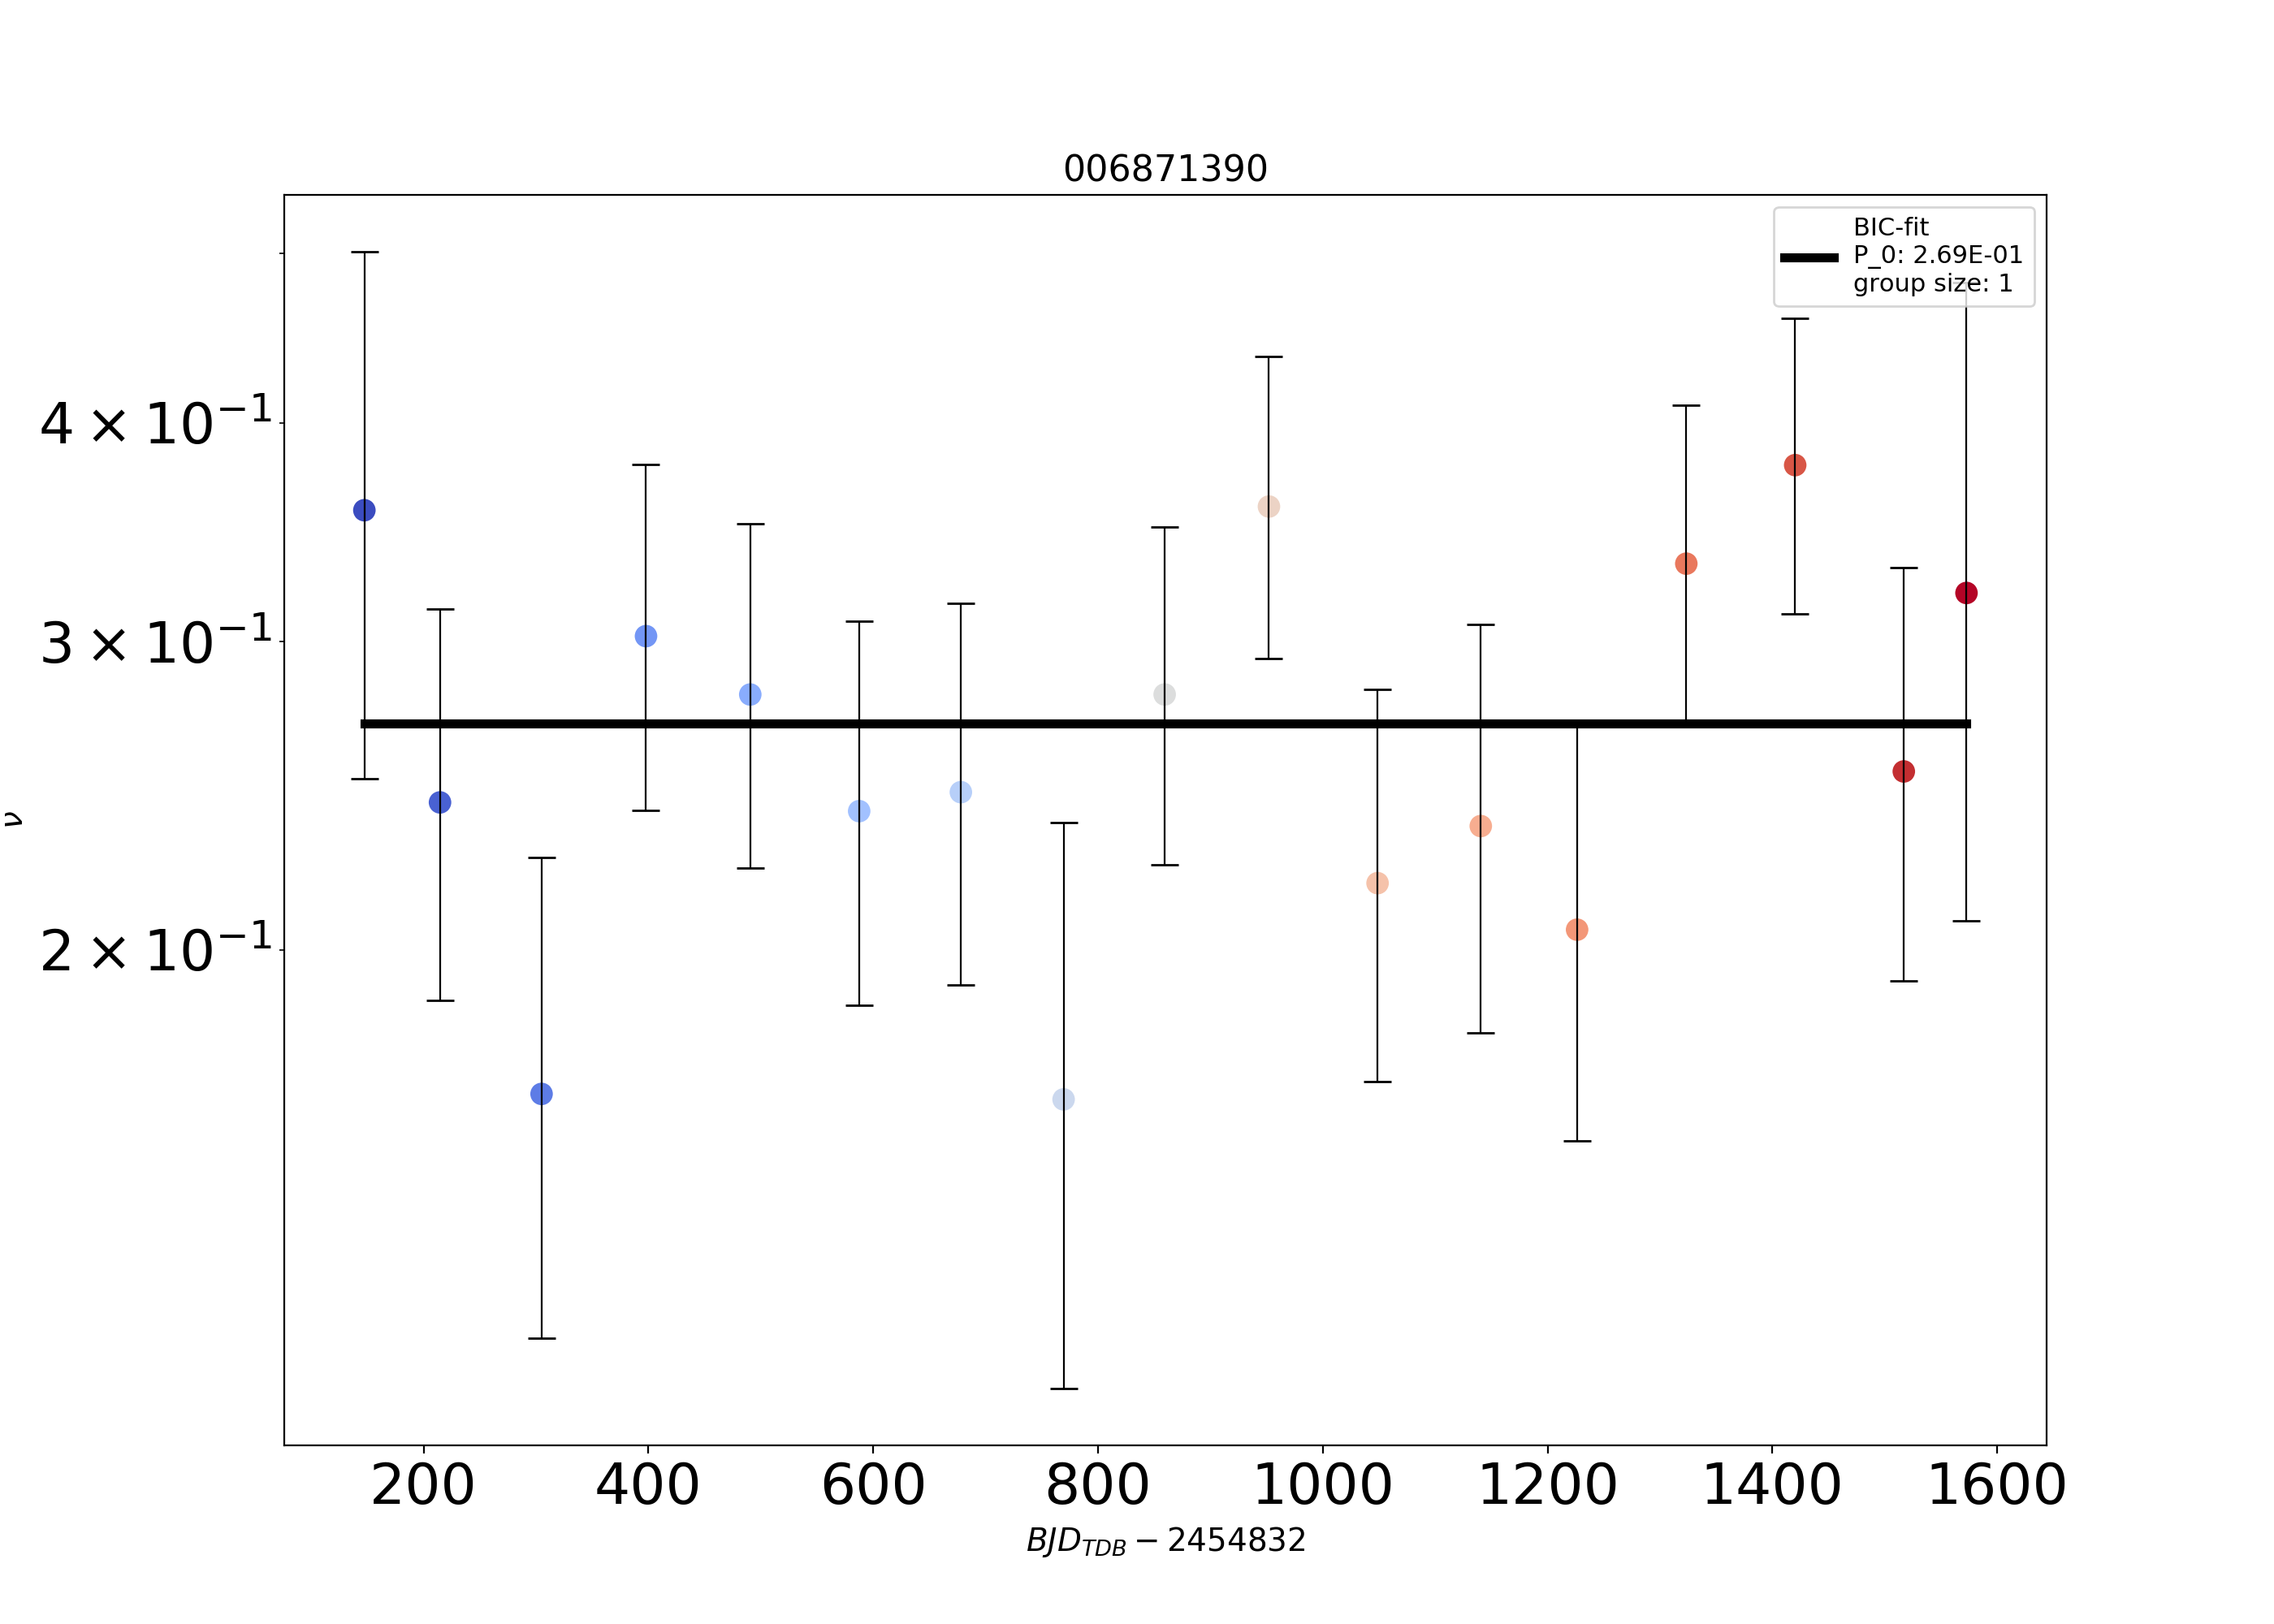 006871390
BIC-fit
P_0: 2.69E-01
group size: 1
4 × 10⁻¹
3 × 10⁻¹
2 × 10⁻¹
ν
200 400 600 800 1000 1200 1400 1600
BJD_TDB − 2454832